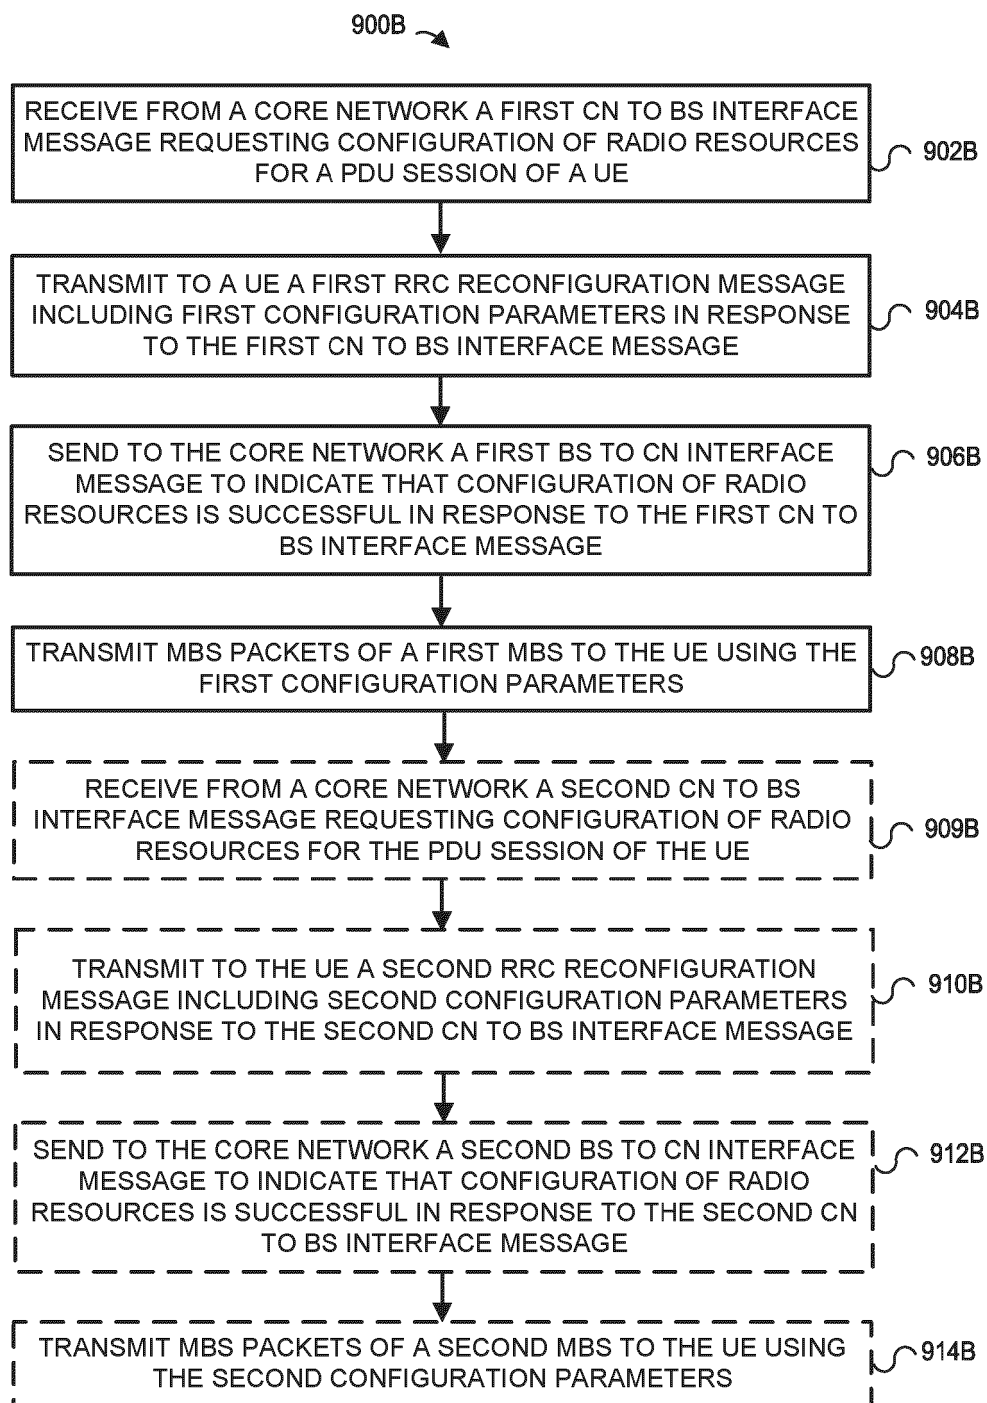 900B
RECEIVE FROM A CORE NETWORK A FIRST CN TO BS INTERFACE
MESSAGE REQUESTING CONFIGURATION OF RADIO RESOURCES
FOR A PDU SESSION OF A UE
902B
TRANSMIT TO A UE A FIRST RRC RECONFIGURATION MESSAGE
INCLUDING FIRST CONFIGURATION PARAMETERS IN RESPONSE
TO THE FIRST CN TO BS INTERFACE MESSAGE
904B
SEND TO THE CORE NETWORK A FIRST BS TO CN INTERFACE
MESSAGE TO INDICATE THAT CONFIGURATION OF RADIO
RESOURCES IS SUCCESSFUL IN RESPONSE TO THE FIRST CN TO
BS INTERFACE MESSAGE
906B
TRANSMIT MBS PACKETS OF A FIRST MBS TO THE UE USING THE
FIRST CONFIGURATION PARAMETERS
908B
RECEIVE FROM A CORE NETWORK A SECOND CN TO BS
INTERFACE MESSAGE REQUESTING CONFIGURATION OF RADIO
RESOURCES FOR THE PDU SESSION OF THE UE
909B
TRANSMIT TO THE UE A SECOND RRC RECONFIGURATION
MESSAGE INCLUDING SECOND CONFIGURATION PARAMETERS
IN RESPONSE TO THE SECOND CN TO BS INTERFACE MESSAGE
910B
SEND TO THE CORE NETWORK A SECOND BS TO CN INTERFACE
MESSAGE TO INDICATE THAT CONFIGURATION OF RADIO
RESOURCES IS SUCCESSFUL IN RESPONSE TO THE SECOND CN
TO BS INTERFACE MESSAGE
912B
TRANSMIT MBS PACKETS OF A SECOND MBS TO THE UE USING
THE SECOND CONFIGURATION PARAMETERS
914B